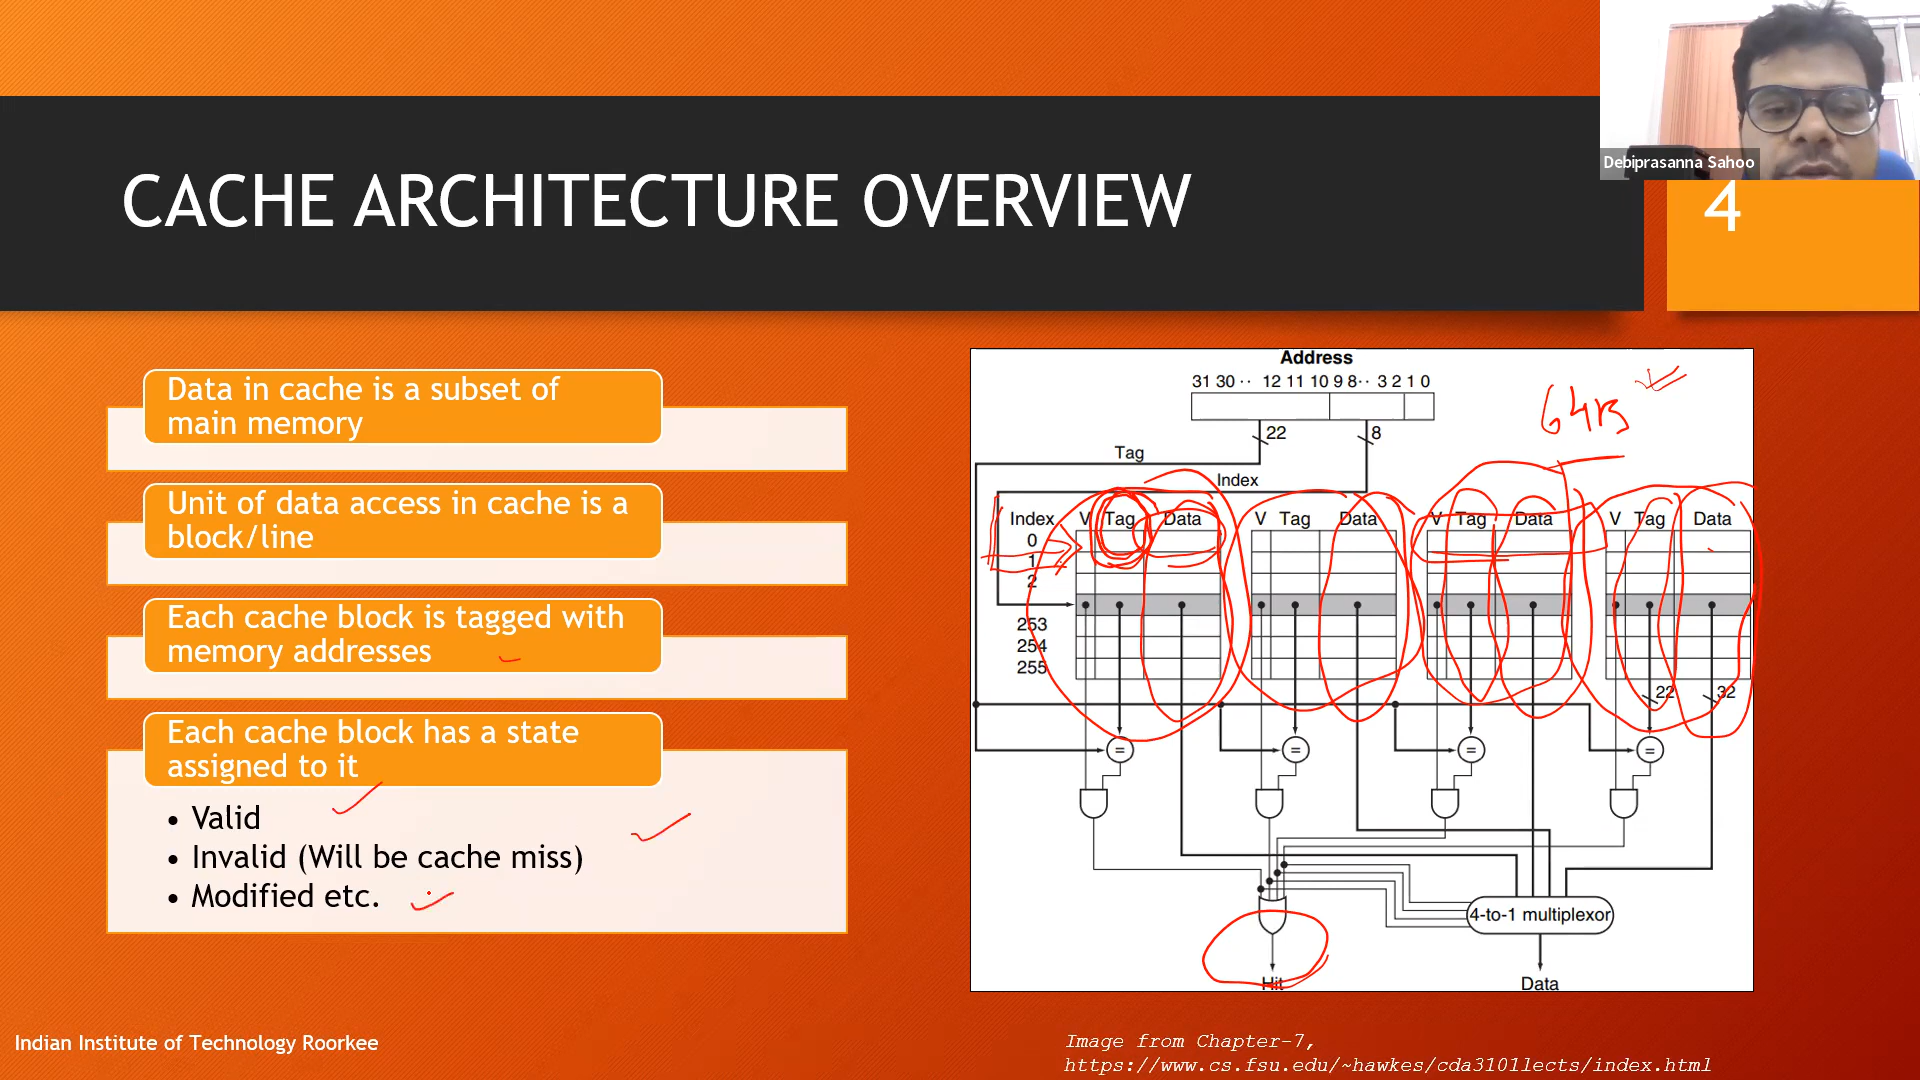 Debiprasanna Sahoo
CACHE ARCHITECTURE OVERVIEW
4
Data in cache is a subset of
main memory
Unit of data access in cache is a
block/line
Each cache block is tagged with
memory addresses
Each cache block has a state
assigned to it
• Valid
• Invalid (Will be cache miss)
• Modified etc.
Address
31 30 ·· 12 11 10 9 8 ·· 3 2 1 0
64B
22
8
Tag
Index
Index V Tag Data V Tag Data V Tag Data V Tag Data
0
1
2
253
254
255
22 32
= = = =
4-to-1 multiplexor
Hit Data
Indian Institute of Technology Roorkee
Image from Chapter-7,
https://www.cs.fsu.edu/~hawkes/cda3101lects/index.html